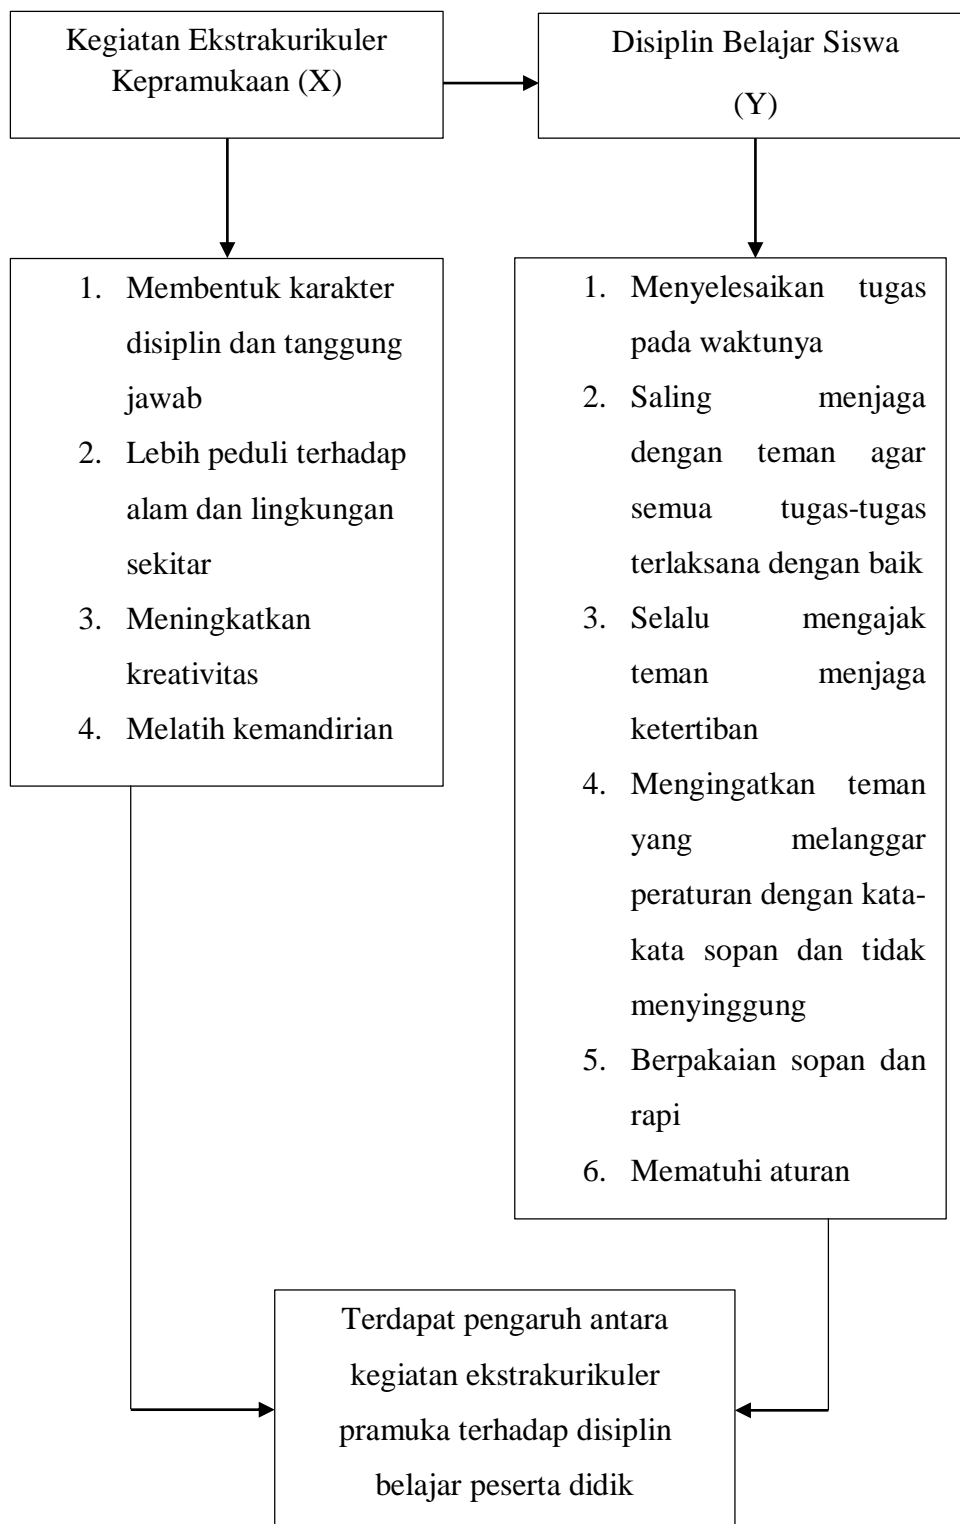 Kegiatan Ekstrakurikuler
Kepramukaan (X)
Disiplin Belajar Siswa
(Y)
1. Membentuk karakter
disiplin dan tanggung
jawab
2. Lebih peduli terhadap
alam dan lingkungan
sekitar
3. Meningkatkan
kreativitas
4. Melatih kemandirian
1. Menyelesaikan tugas
pada waktunya
2. Saling menjaga
dengan teman agar
semua tugas-tugas
terlaksana dengan baik
3. Selalu mengajak
teman menjaga
ketertiban
4. Mengingatkan teman
yang melanggar
peraturan dengan kata-
kata sopan dan tidak
menyinggung
5. Berpakaian sopan dan
rapi
6. Mematuhi aturan
Terdapat pengaruh antara
kegiatan ekstrakurikuler
pramuka terhadap disiplin
belajar peserta didik